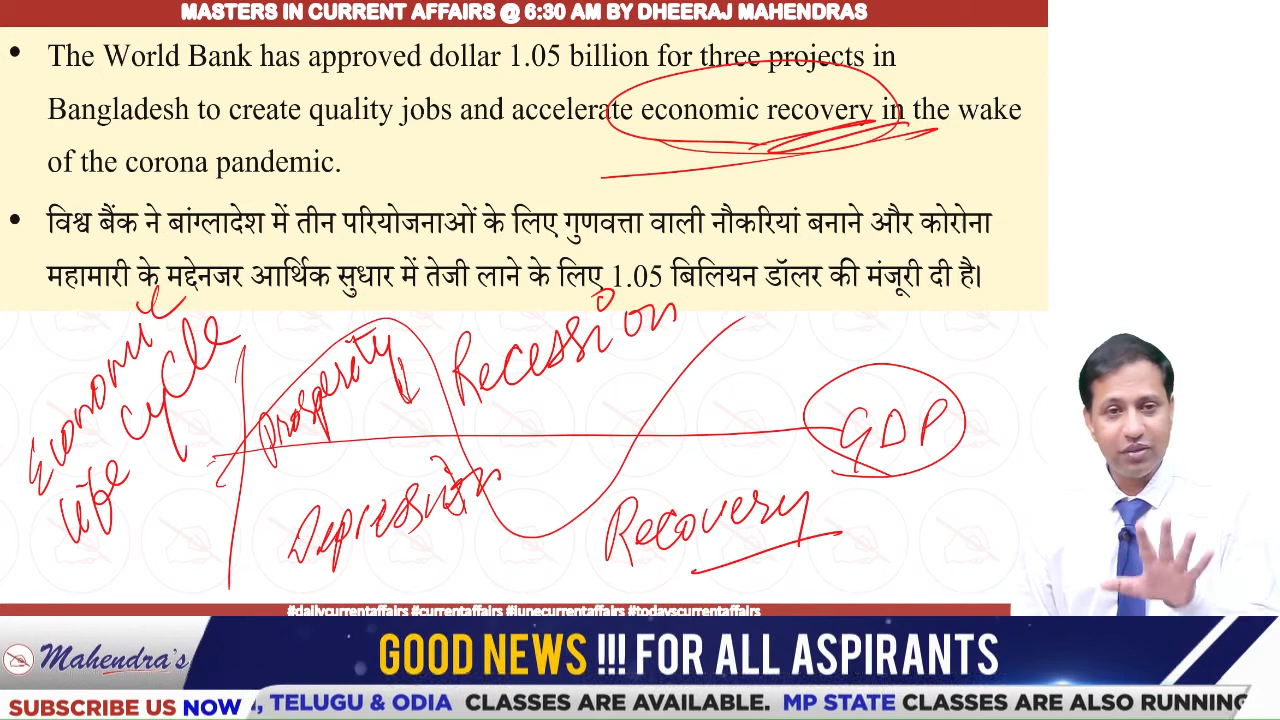 MASTERS IN CURRENT AFFAIRS @ 6:30 AM BY DHEERAJ MAHENDRAS
• The World Bank has approved dollar 1.05 billion for three projects in
Bangladesh to create quality jobs and accelerate economic recovery in the wake
of the corona pandemic.
• विश्व बैंक ने बांग्लादेश में तीन परियोजनाओं के लिए गुणवत्ता वाली नौकरियां बनाने और कोरोना
महामारी के मद्देनजर आर्थिक सुधार में तेजी लाने के लिए 1.05 बिलियन डॉलर की मंजूरी दी है।
Economic
life cycle
Prosperity
Recession
GDP
Depression
Recovery
#dailycurrentaffairs #currentaffairs #junecurrentaffairs #todayscurrentaffair
Mahendra's
GOOD NEWS !!! FOR ALL ASPIRANTS
SUBSCRIBE US NOW
, TELUGU & ODIA CLASSES ARE AVAILABLE. MP STATE CLASSES ARE ALSO RUNNING